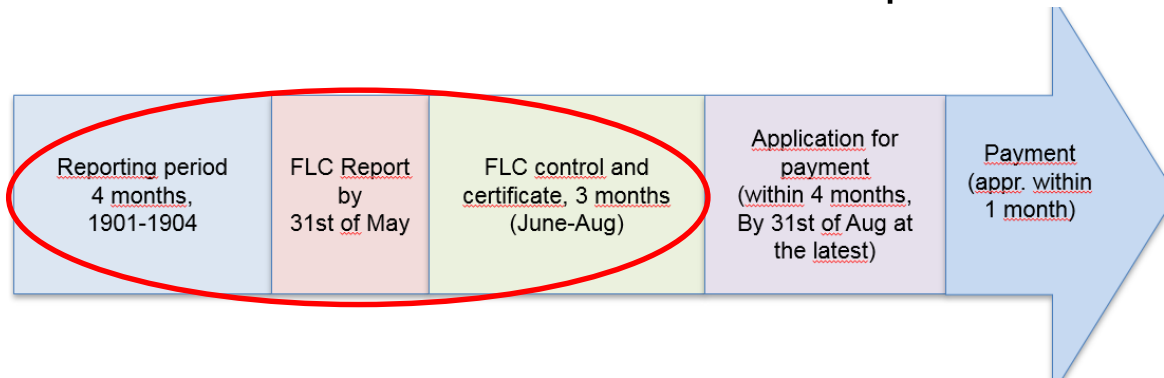 Reporting period
4 months,
1901-1904
FLC Report
by
31st of May
FLC control and
certificate, 3 months
(June-Aug)
Application for
payment
(within 4 months,
By 31st of Aug at
the latest)
Payment
(appr. within
1 month)